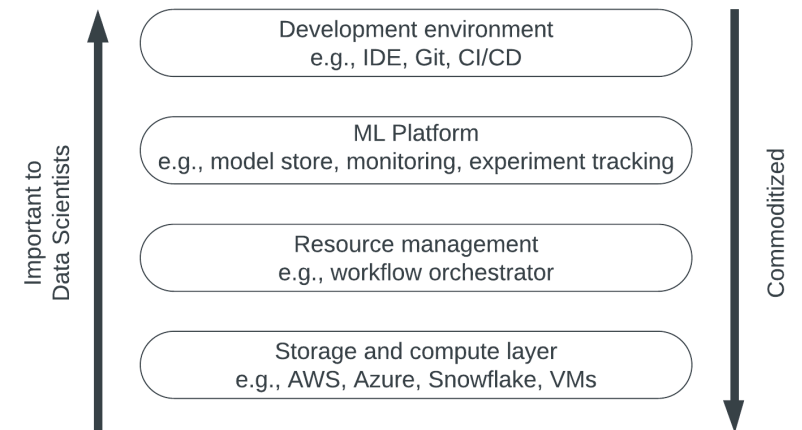 Development environment
e.g., IDE, Git, CI/CD
ML Platform
e.g., model store, monitoring, experiment tracking
Resource management
e.g., workflow orchestrator
Storage and compute layer
e.g., AWS, Azure, Snowflake, VMs
Important to
Data Scientists
Commoditized